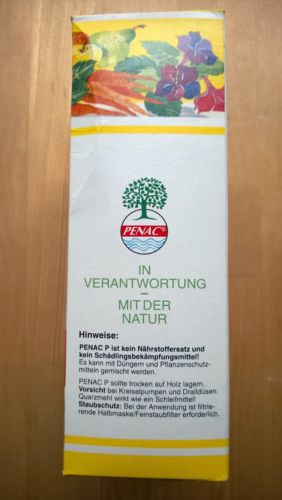 PENAC®
IN
VERANTWORTUNG
–
MIT DER
NATUR
Hinweise:
PENAC P ist kein Nährstoffersatz und
kein Schädlingsbekämpfungsmittel!
Es kann mit Düngern und Pflanzenschutz-
mitteln gemischt werden.
PENAC P sollte trocken auf Holz lagern.
Vorsicht bei Kreiselpumpen und Dralldüsen:
Quarzmehl wirkt wie ein Schleifmittel!
Staubschutz: Bei der Anwendung ist filtrie-
rende Halbmaske/Feinstaubfilter erforderlich.